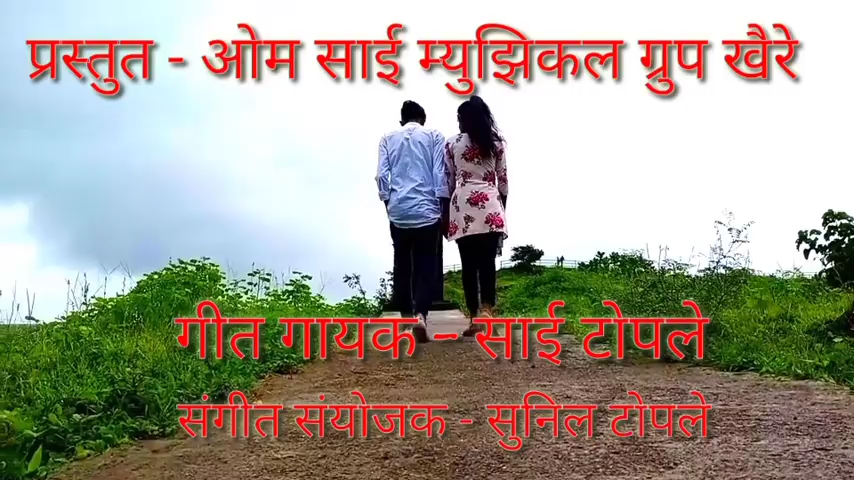 प्रस्तुत - ओम साई म्युझिकल ग्रुप खैरे
गीत गायक - साई टोपले
संगीत संयोजक - सुनिल टोपले